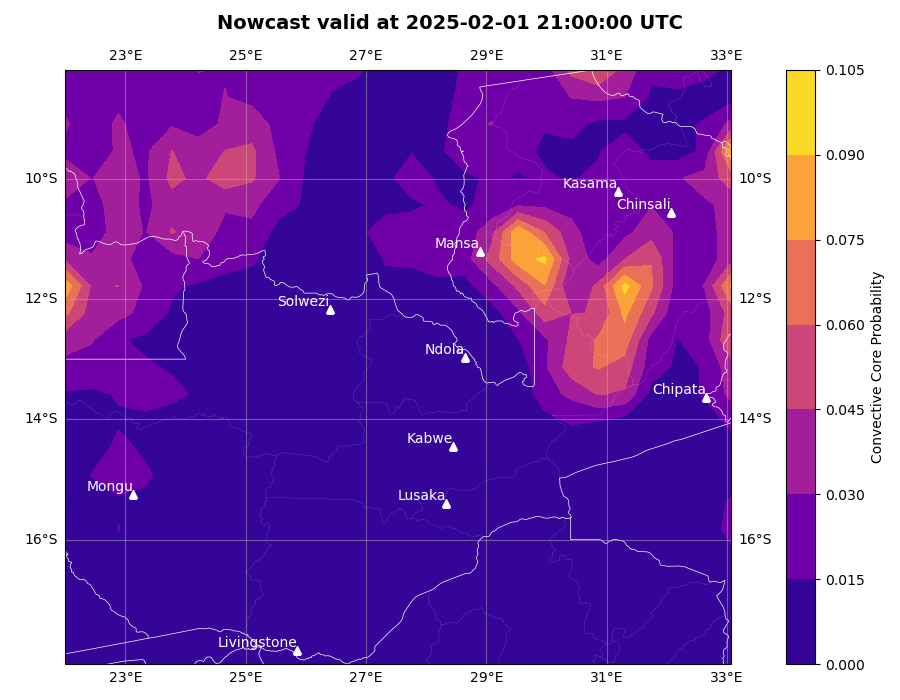 Nowcast valid at 2025-02-01 21:00:00 UTC
23°E 25°E 27°E 29°E 31°E 33°E
0.105
0.090
0.075
0.060
0.045
0.030
0.015
0.000
Convective Core Probability
10°S 10°S
12°S 12°S
14°S 14°S
16°S 16°S
Kasama
Chinsali
Mansa
Solwezi
Ndola
Chipata
Kabwe
Mongu
Lusaka
Livingstone
23°E 25°E 27°E 29°E 31°E 33°E